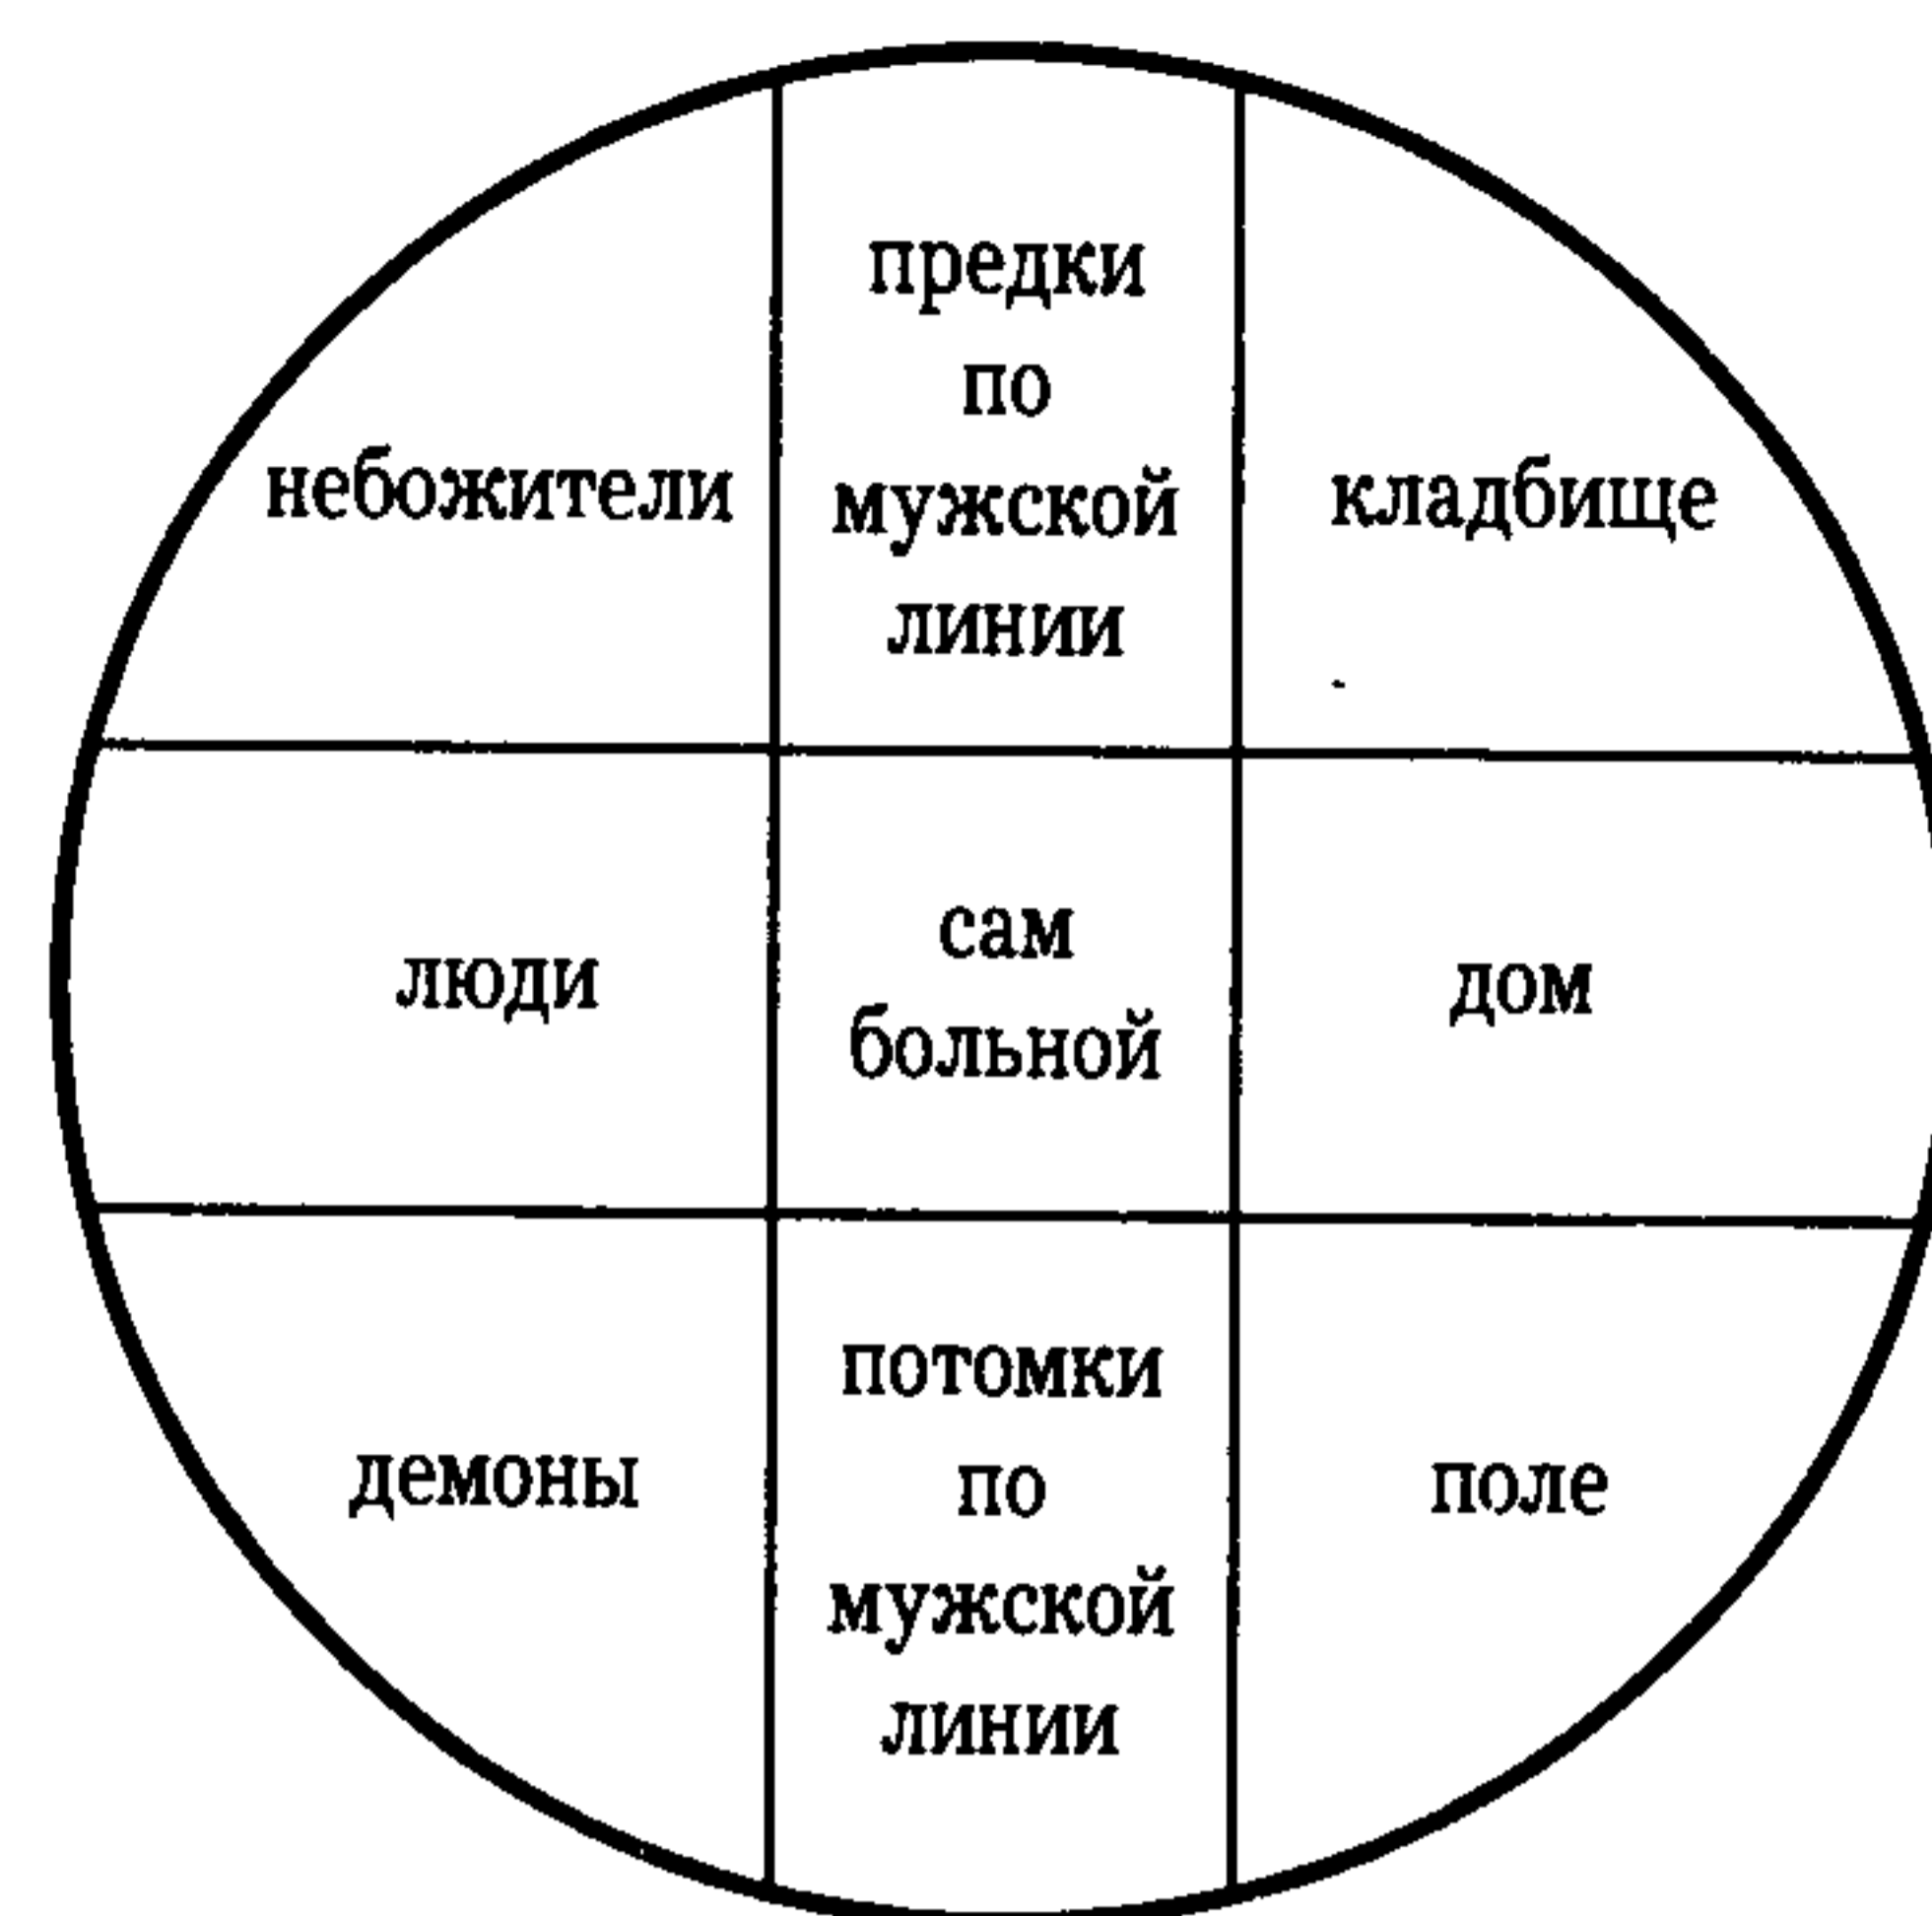 небожители
предки
по
мужской
линии
кладбище
люди
сам
больной
дом
демоны
потомки
по
мужской
линии
поле